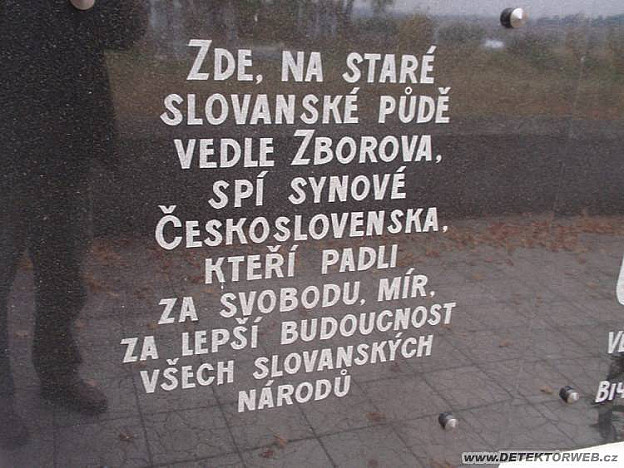 Zde, na staré
slovanské půdě
vedle Zborova,
spí synové
Československa,
kteří padli
za svobodu, mír,
za lepší budoucnost
všech slovanských
národů
www.DETEKTORWEB.cz